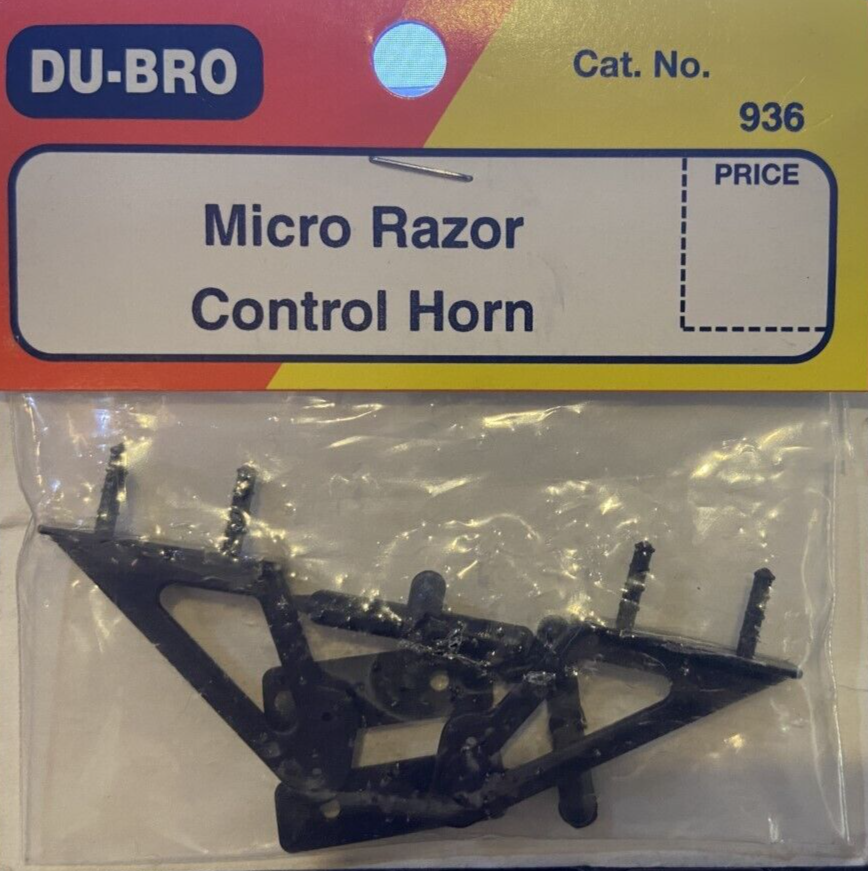 DU-BRO
Cat. No.
936
PRICE
Micro Razor
Control Horn